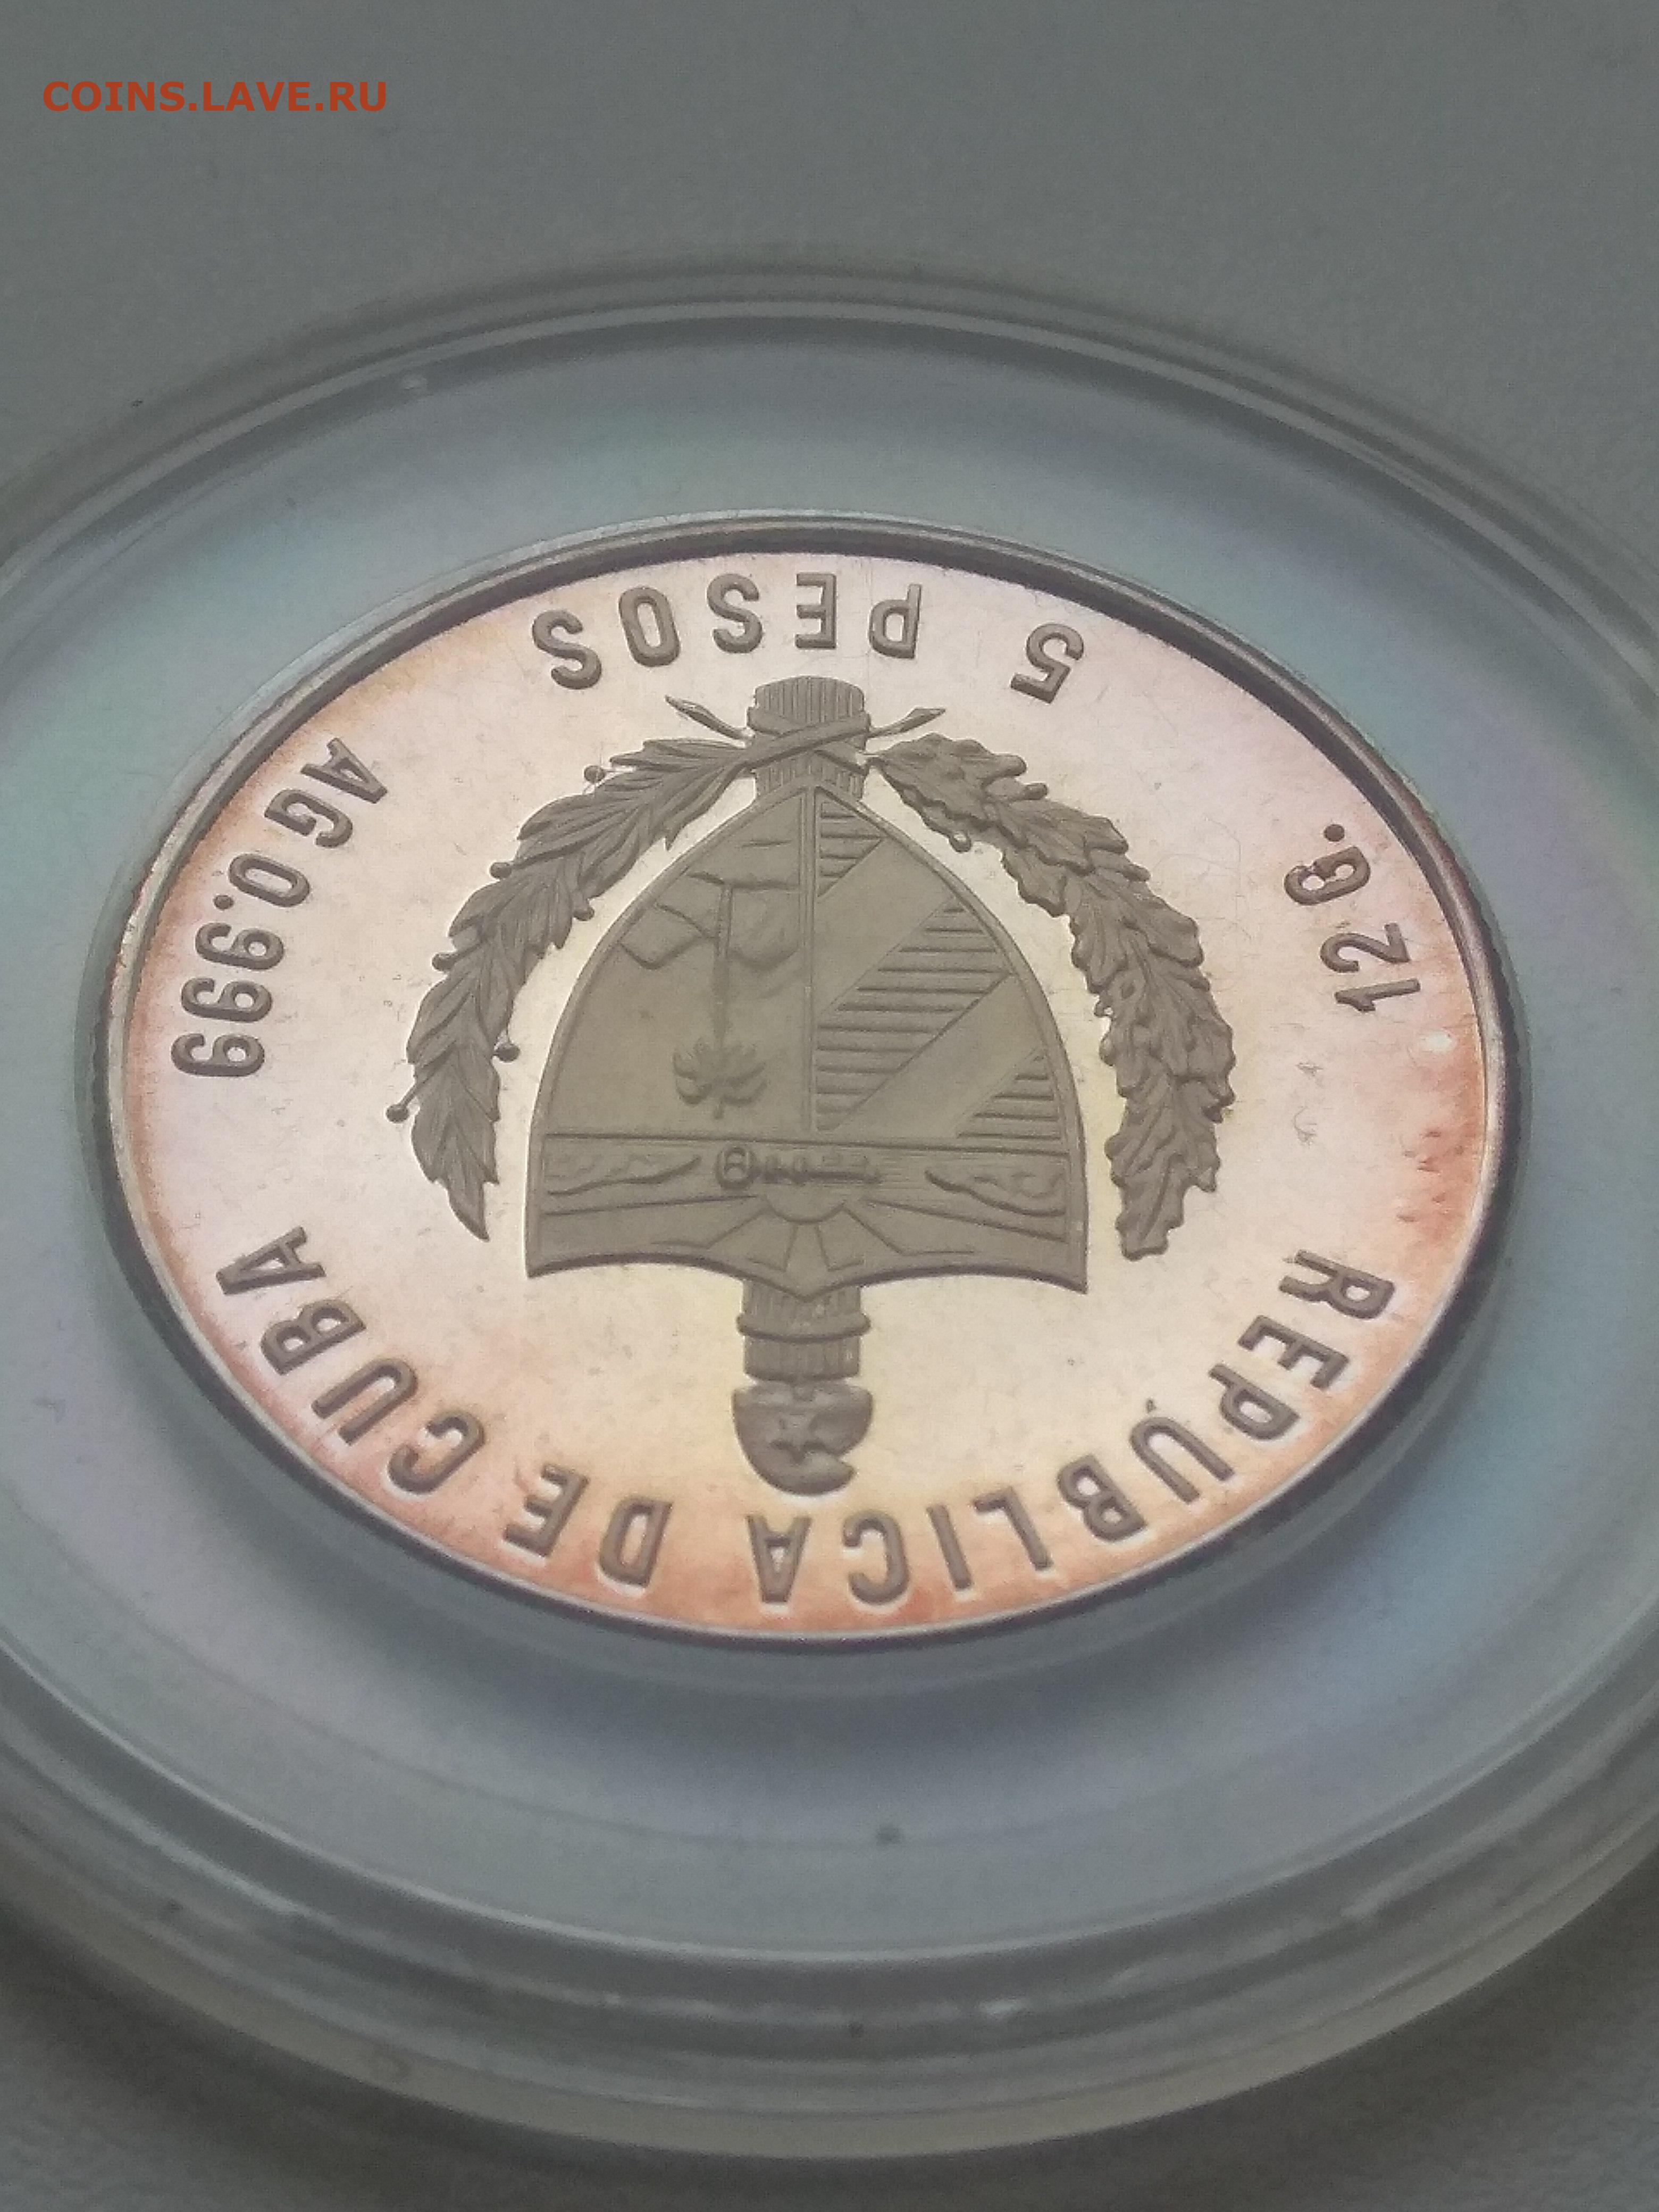 COINS.LAVE.RU
REPÚBLICA DE CUBA
12 G.
AG 0.999
5 PESOS